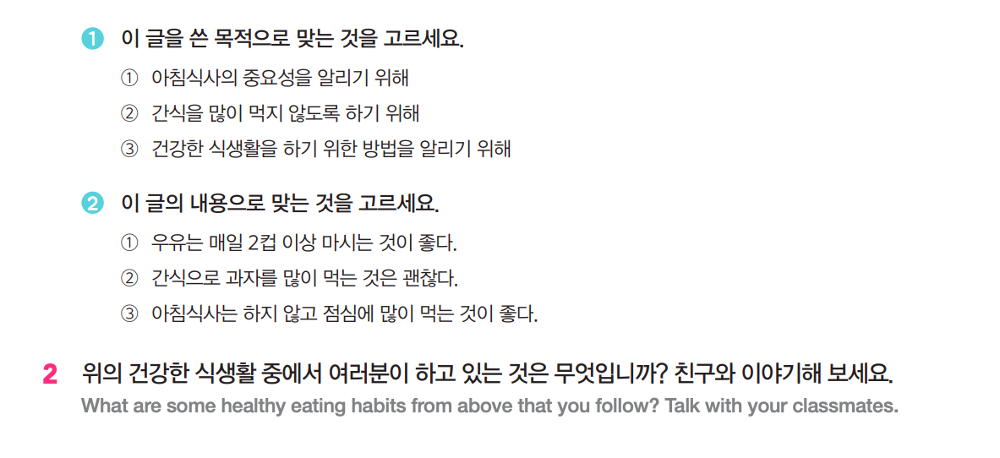 1 이 글을 쓴 목적으로 맞는 것을 고르세요.
① 아침식사의 중요성을 알리기 위해
② 간식을 많이 먹지 않도록 하기 위해
③ 건강한 식생활을 하기 위한 방법을 알리기 위해
2 이 글의 내용으로 맞는 것을 고르세요.
① 우유는 매일 2컵 이상 마시는 것이 좋다.
② 간식으로 과자를 많이 먹는 것은 괜찮다.
③ 아침식사는 하지 않고 점심에 많이 먹는 것이 좋다.
2 위의 건강한 식생활 중에서 여러분이 하고 있는 것은 무엇입니까? 친구와 이야기해 보세요.
What are some healthy eating habits from above that you follow? Talk with your classmates.